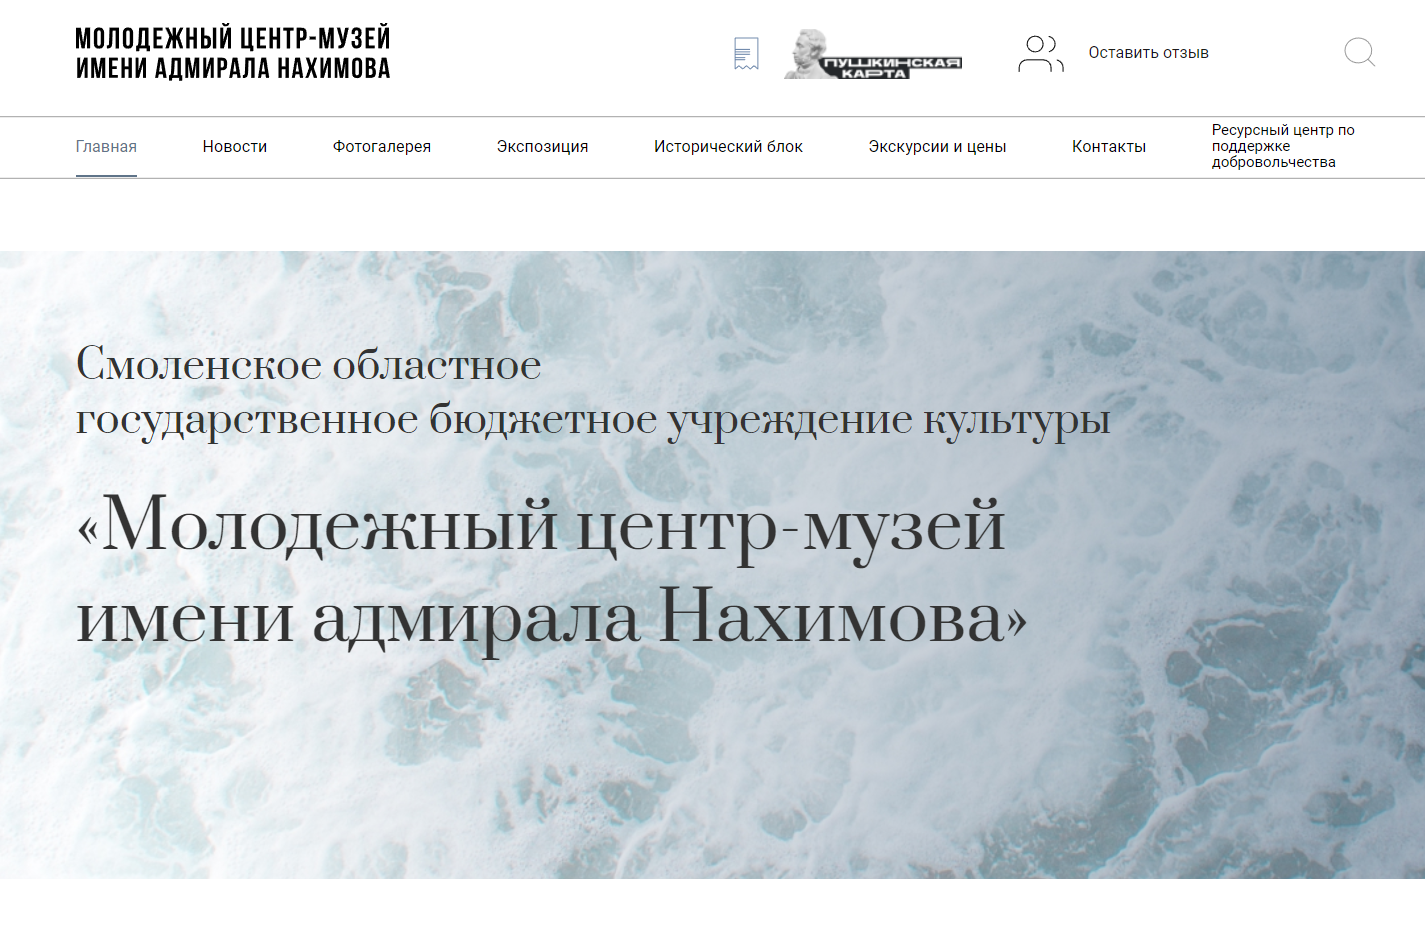 МОЛОДЕЖНЫЙ ЦЕНТР-МУЗЕЙ
ИМЕНИ АДМИРАЛА НАХИМОВА
ПУШКИНСКАЯ
КАРТА
Оставить отзыв
Главная
Новости
Фотогалерея
Экспозиция
Исторический блок
Экскурсии и цены
Контакты
Ресурсный центр по
поддержке
добровольчества
Смоленское областное
государственное бюджетное учреждение культуры
«Молодежный центр-музей
имени адмирала Нахимова»